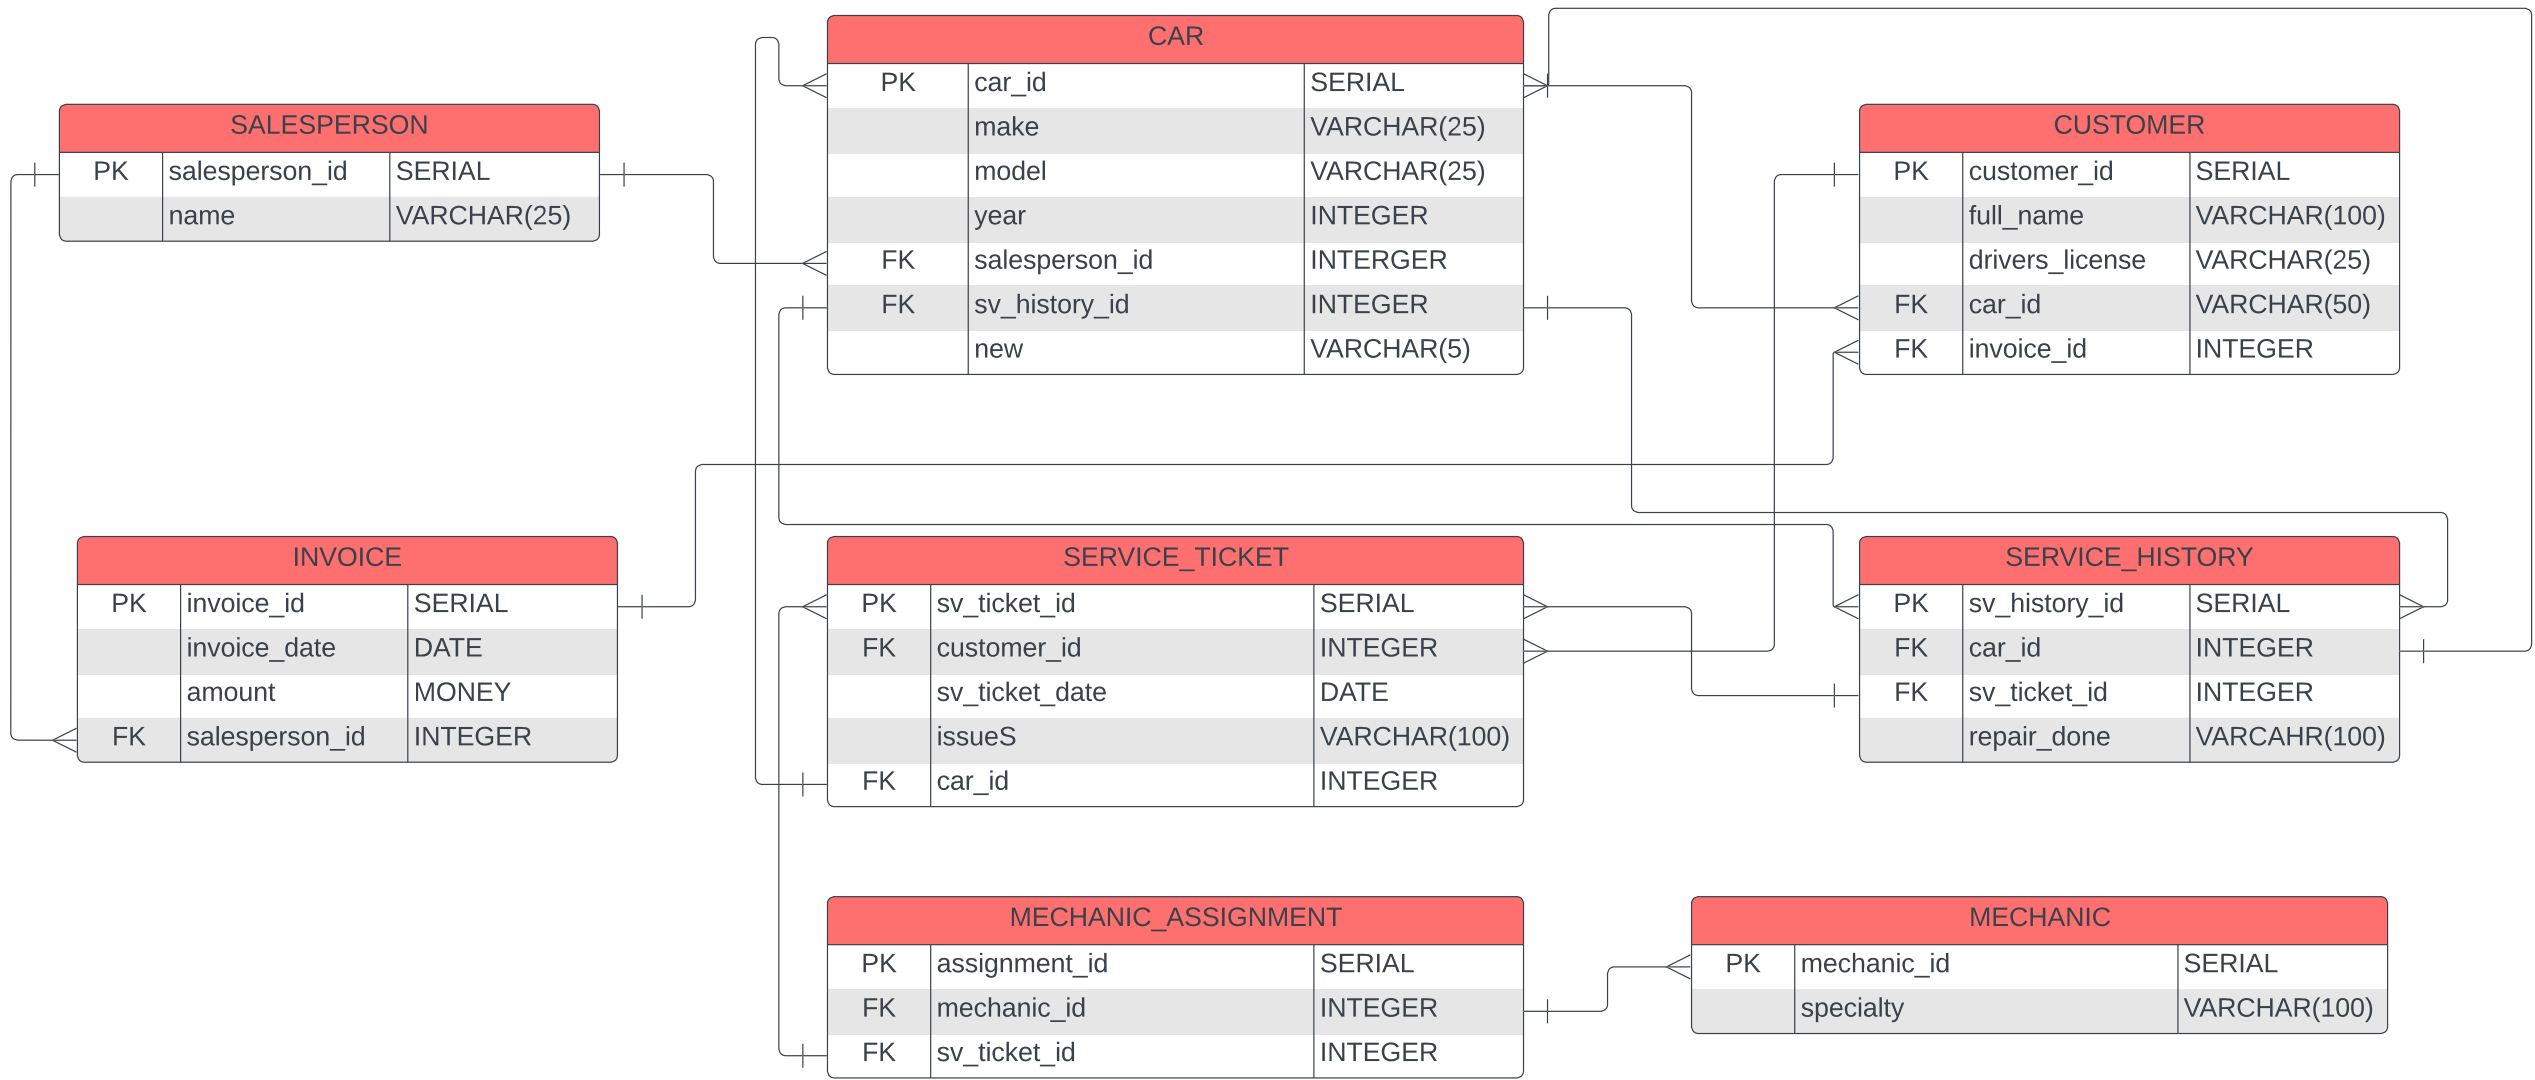 CAR
PK car_id SERIAL
make VARCHAR(25)
model VARCHAR(25)
year INTEGER
FK salesperson_id INTERGER
FK sv_history_id INTEGER
new VARCHAR(5)
SALESPERSON
PK salesperson_id SERIAL
name VARCHAR(25)
CUSTOMER
PK customer_id SERIAL
full_name VARCHAR(100)
drivers_license VARCHAR(25)
FK car_id VARCHAR(50)
FK invoice_id INTEGER
INVOICE
PK invoice_id SERIAL
invoice_date DATE
amount MONEY
FK salesperson_id INTEGER
SERVICE_TICKET
PK sv_ticket_id SERIAL
FK customer_id INTEGER
sv_ticket_date DATE
issueS VARCHAR(100)
FK car_id INTEGER
SERVICE_HISTORY
PK sv_history_id SERIAL
FK car_id INTEGER
FK sv_ticket_id INTEGER
repair_done VARCAHR(100)
MECHANIC_ASSIGNMENT
PK assignment_id SERIAL
FK mechanic_id INTEGER
FK sv_ticket_id INTEGER
MECHANIC
PK mechanic_id SERIAL
specialty VARCHAR(100)